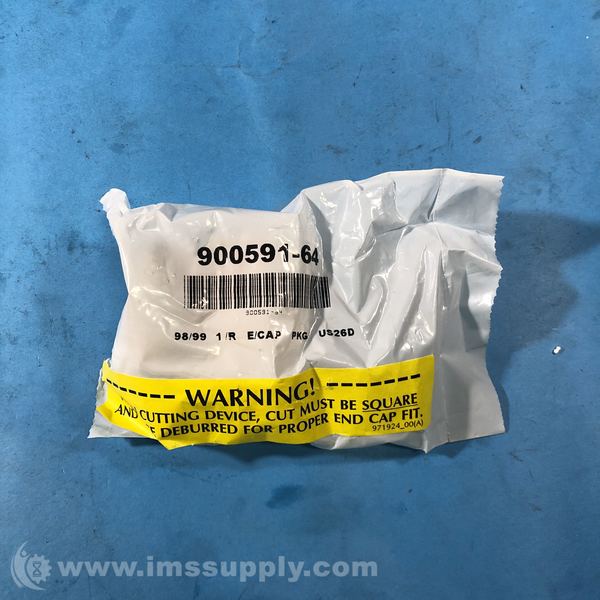 900591-64
900591-64
98/99 1/R E/CAP PKG US26D
------- WARNING! -------
AND CUTTING DEVICE, CUT MUST BE SQUARE
DEBURRED FOR PROPER END CAP FIT.
971924_00(A)
www.imssupply.com